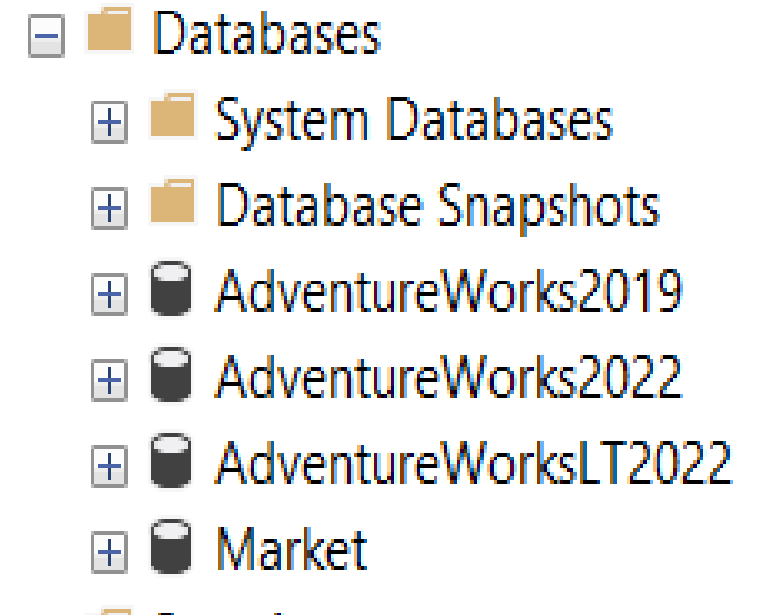 Databases
System Databases
Database Snapshots
AdventureWorks2019
AdventureWorks2022
AdventureWorksLT2022
Market